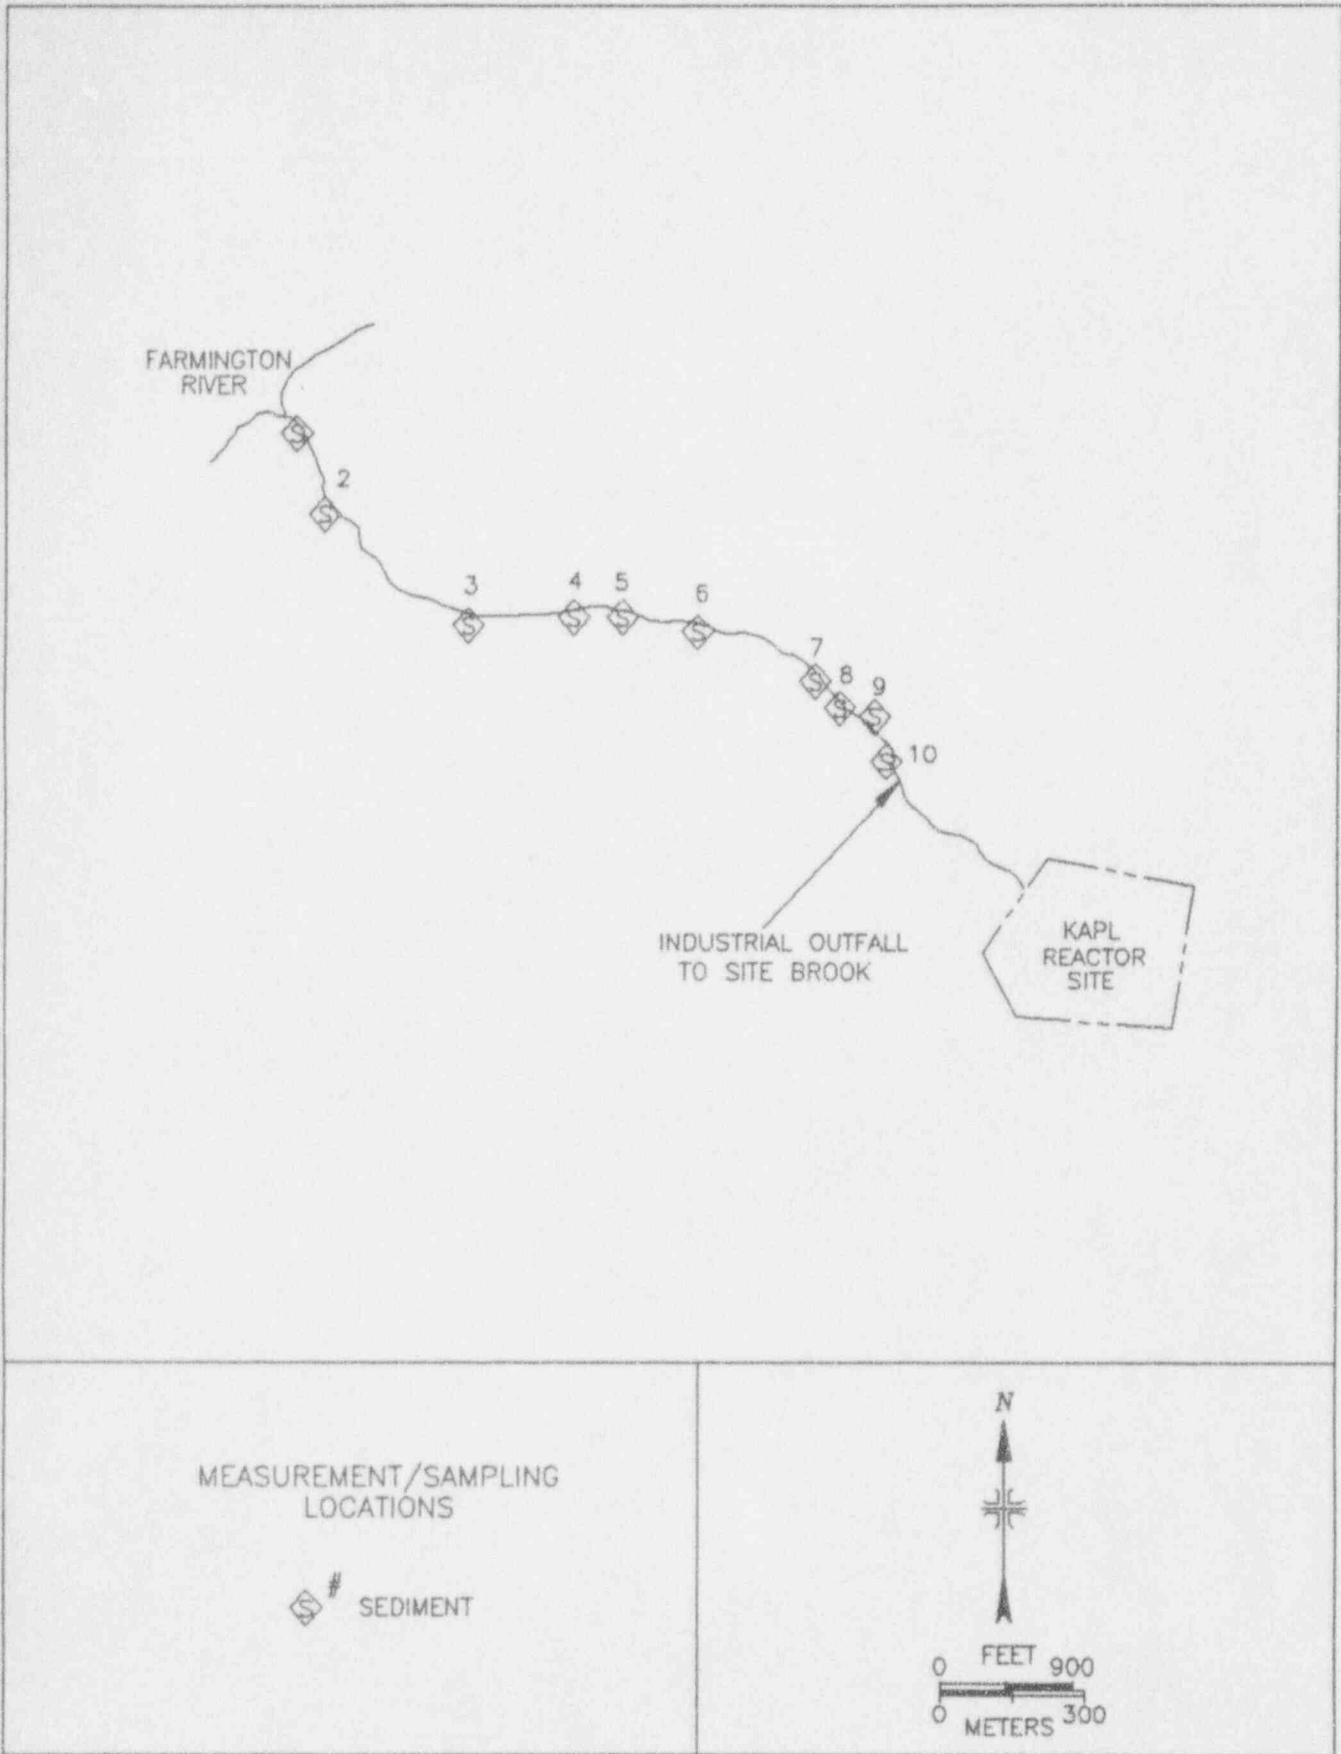 FARMINGTON
RIVER
S
2
S
3
S
4
S
5
S
6
S
7
S
8
S
9
S
10
S
INDUSTRIAL OUTFALL
TO SITE BROOK
KAPL
REACTOR
SITE
MEASUREMENT/SAMPLING
LOCATIONS
S # SEDIMENT
N
FEET
0 900
0 METERS 300